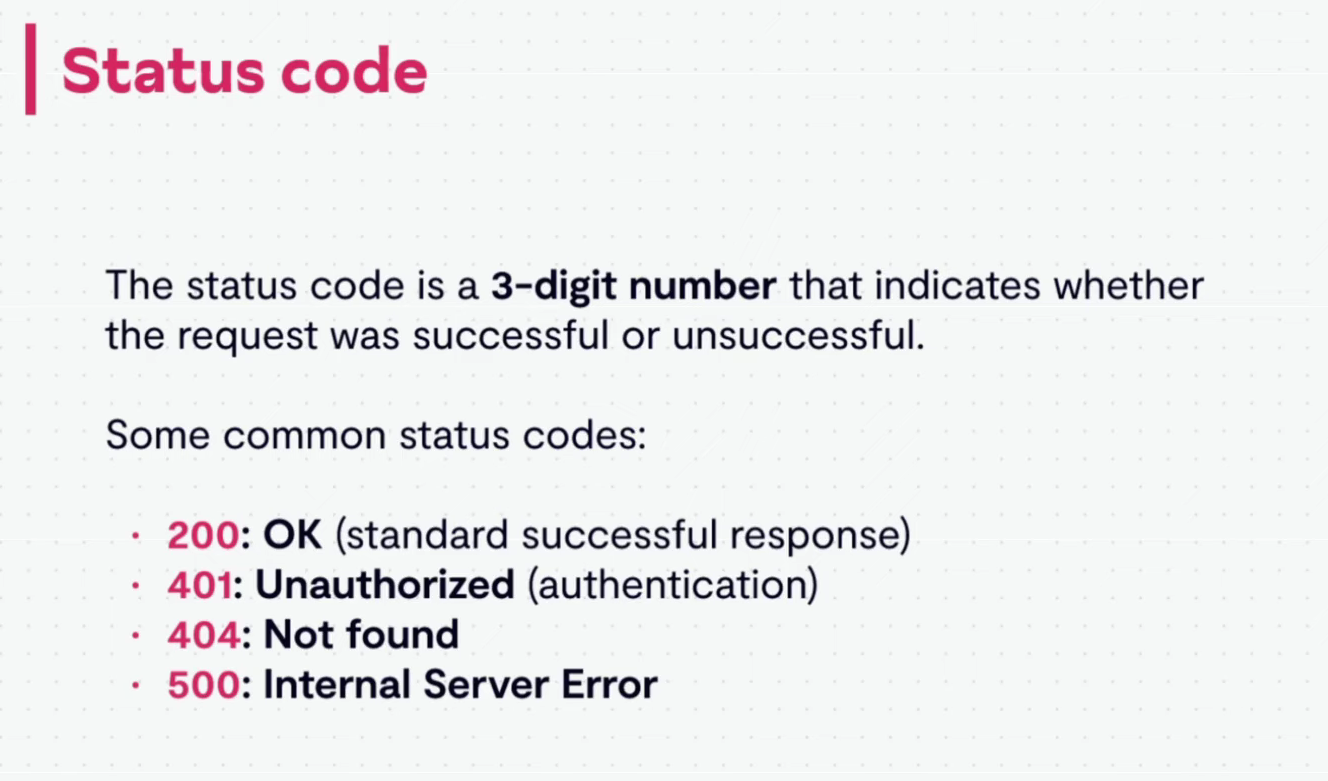 Status code
The status code is a 3-digit number that indicates whether
the request was successful or unsuccessful.
Some common status codes:
· 200: OK (standard successful response)
· 401: Unauthorized (authentication)
· 404: Not found
· 500: Internal Server Error